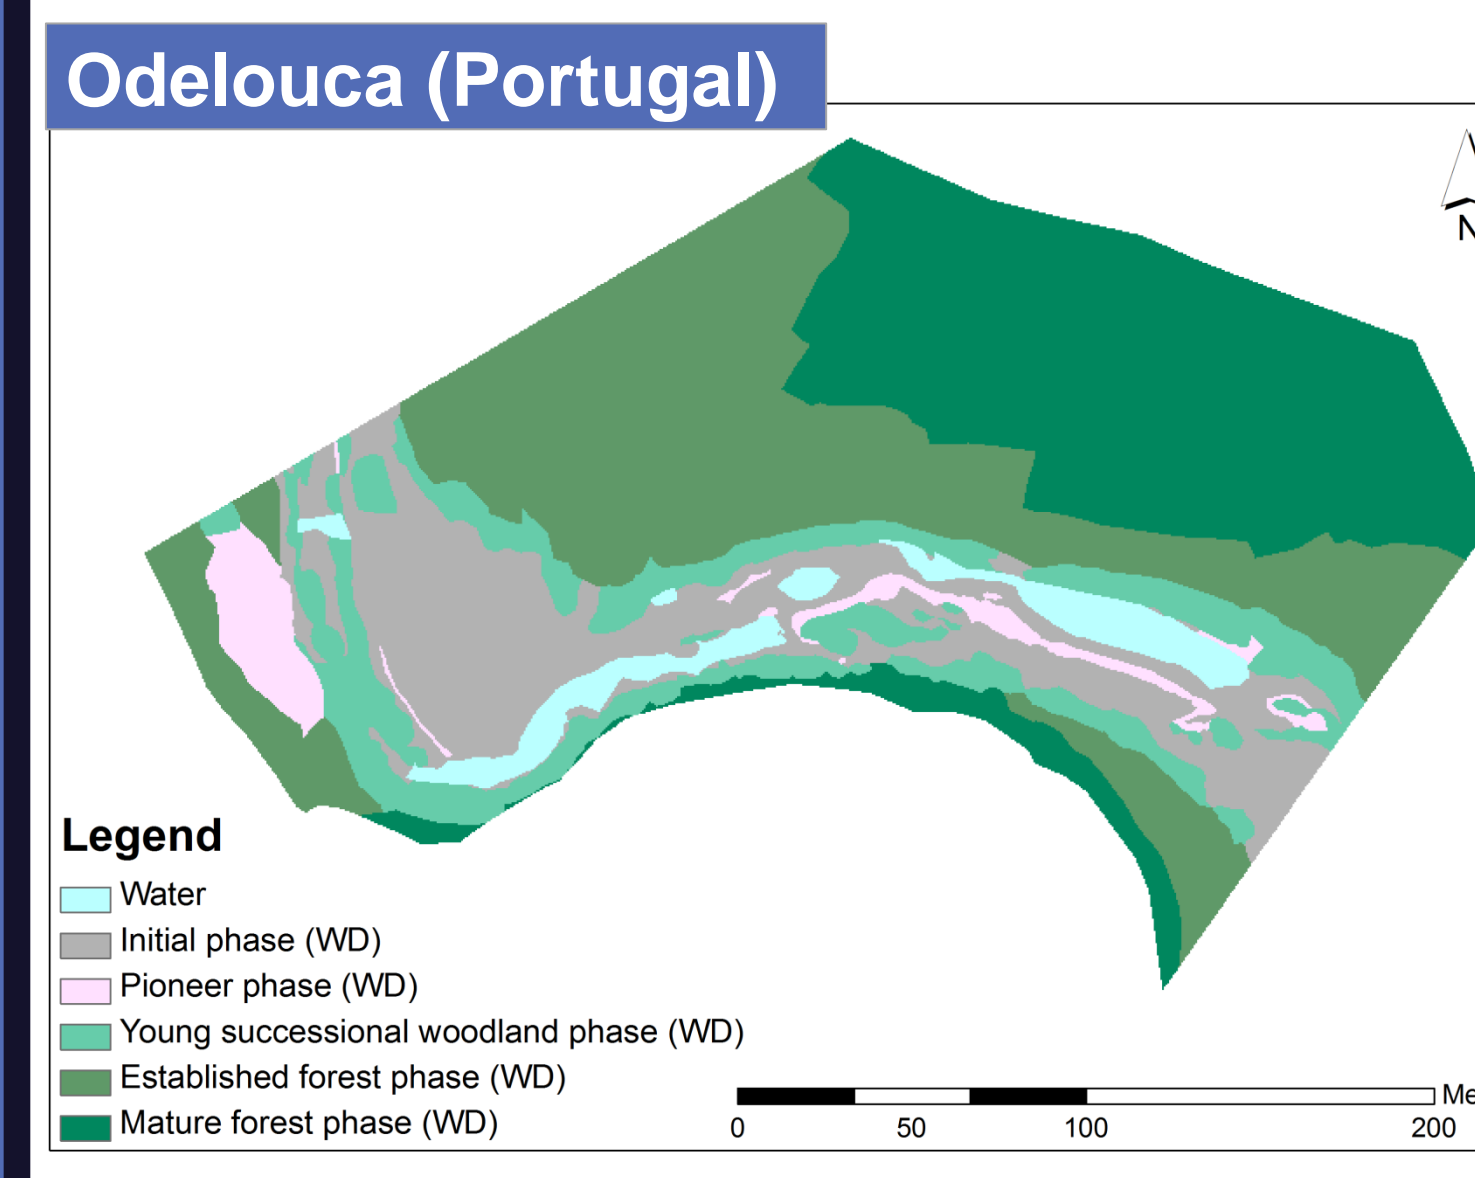 Odelouca (Portugal)
N
Legend
Water
Initial phase (WD)
Pioneer phase (WD)
Young successional woodland phase (WD)
Established forest phase (WD)
Mature forest phase (WD)
Me
0 50 100 200